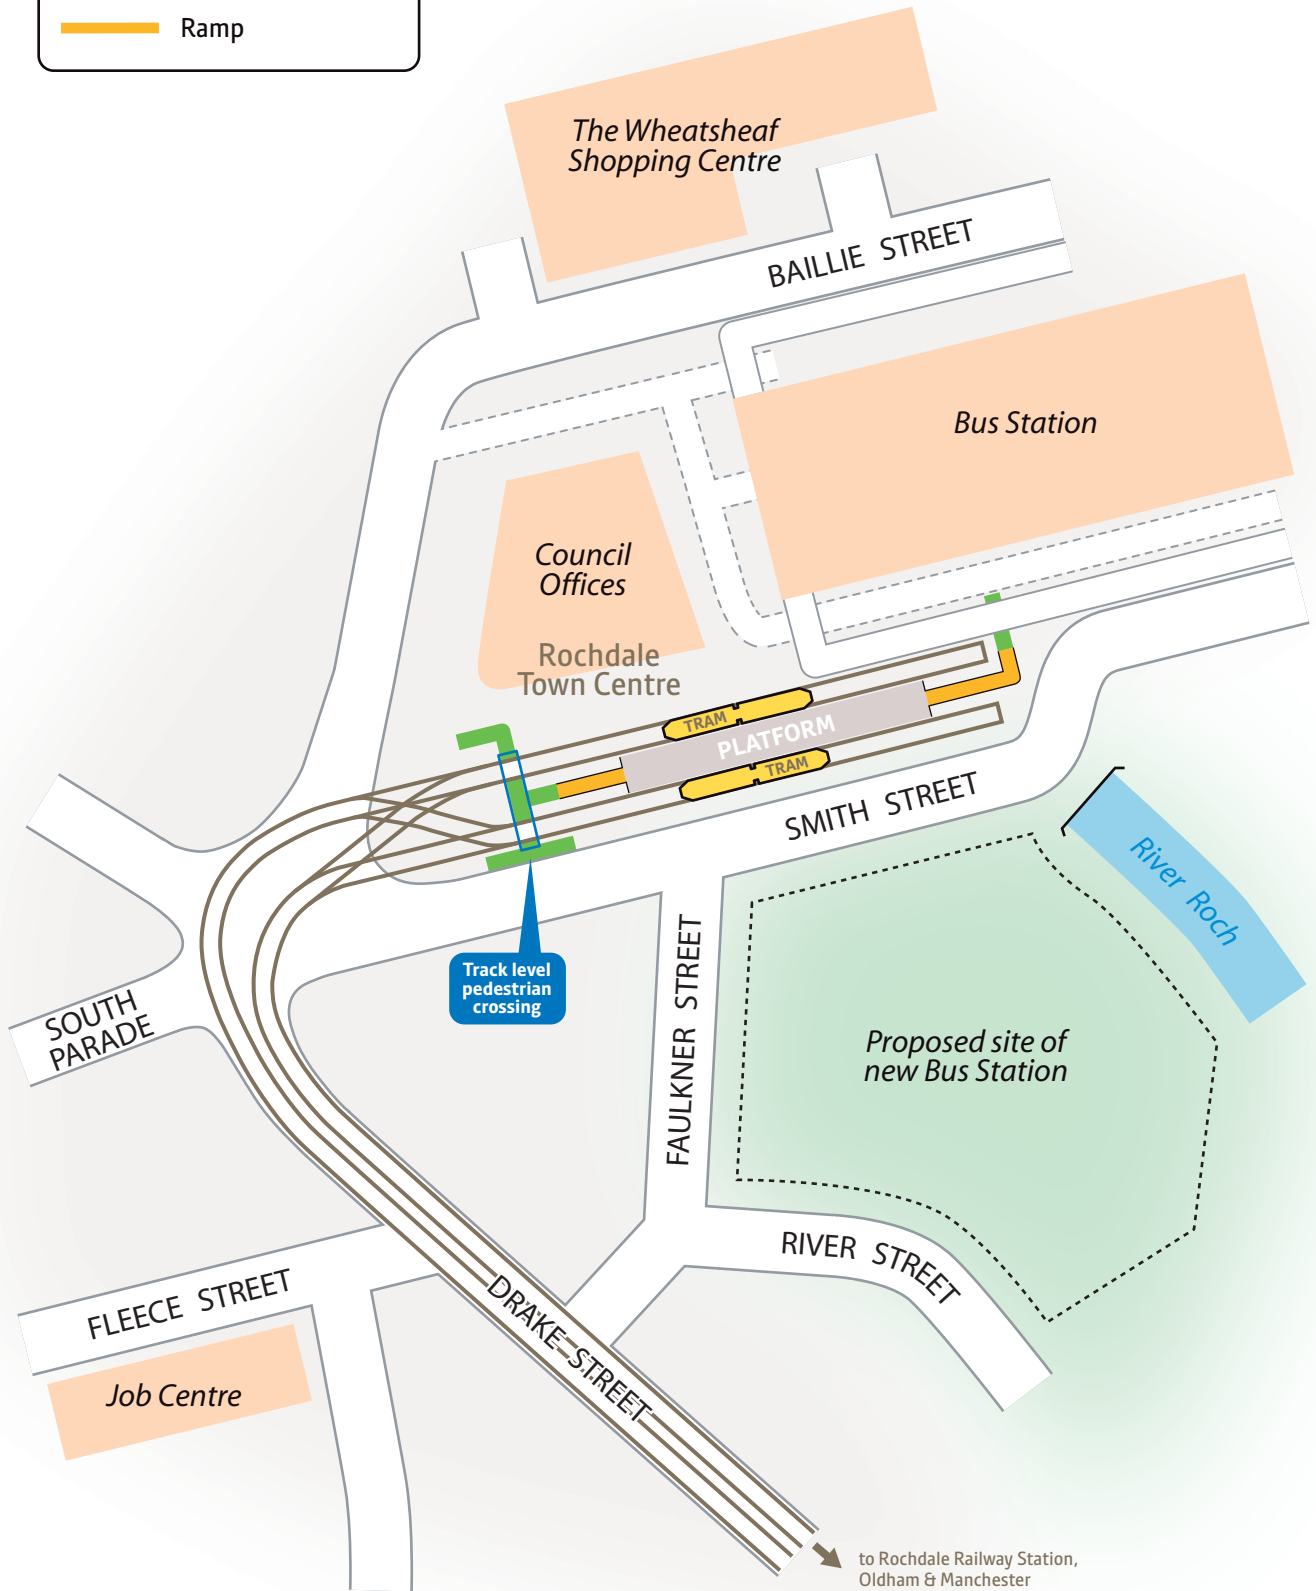 Ramp
The Wheatsheaf
Shopping Centre
BAILLIE STREET
Bus Station
Council
Offices
Rochdale
Town Centre
TRAM
PLATFORM
TRAM
SMITH STREET
River Roch
Track level
pedestrian
crossing
SOUTH
PARADE
FAULKNER STREET
Proposed site of
new Bus Station
RIVER STREET
FLEECE STREET
DRAKE STREET
Job Centre
to Rochdale Railway Station,
Oldham & Manchester